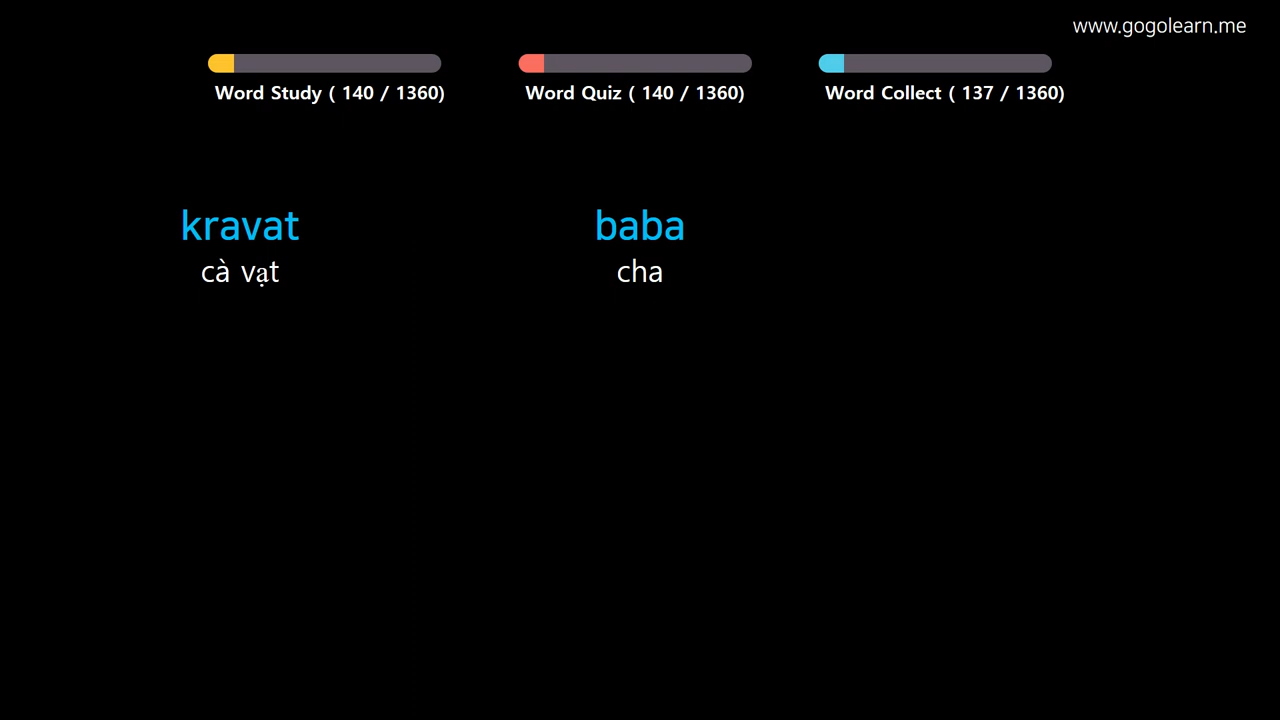 www.gogolearn.me
Word Study ( 140 / 1360)
Word Quiz ( 140 / 1360)
Word Collect ( 137 / 1360)
kravat
cà vạt
baba
cha